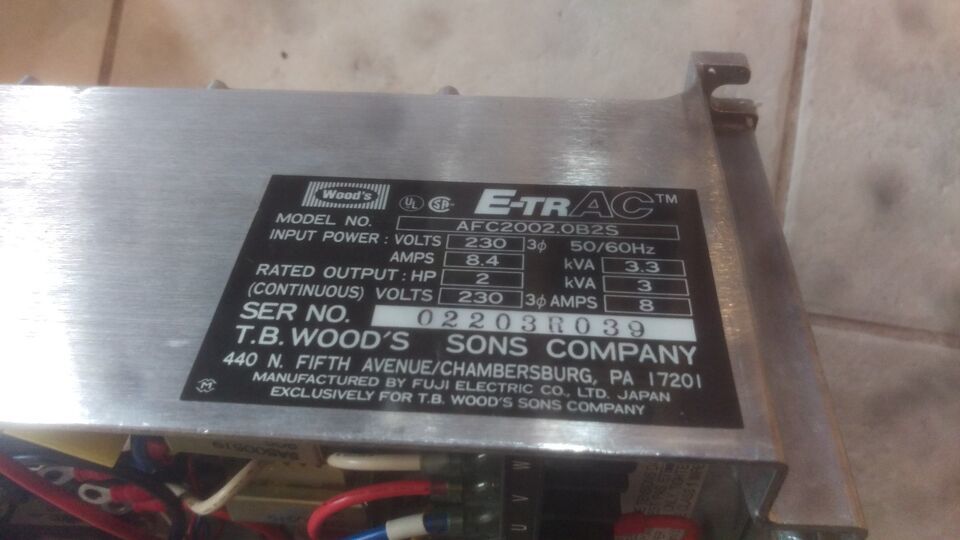 Wood's UL SA E-TRAC™
MODEL NO. AFC2002.0B2S
INPUT POWER : VOLTS 230 3ϕ 50/60Hz
AMPS 8.4 kVA 3.3
RATED OUTPUT : HP 2 kVA 3
(CONTINUOUS) VOLTS 230 3ϕ AMPS 8
SER NO. 02203R039
T.B. WOOD'S SONS COMPANY
440 N. FIFTH AVENUE/CHAMBERSBURG, PA 17201
MANUFACTURED BY FUJI ELECTRIC CO., LTD. JAPAN
EXCLUSIVELY FOR T.B. WOOD'S SONS COMPANY
M
U V W